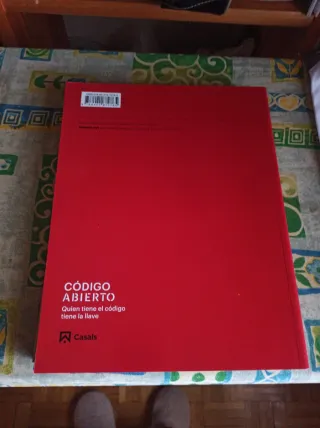 CÓDIGO
ABIERTO
Quien tiene el código
tiene la llave
Casals